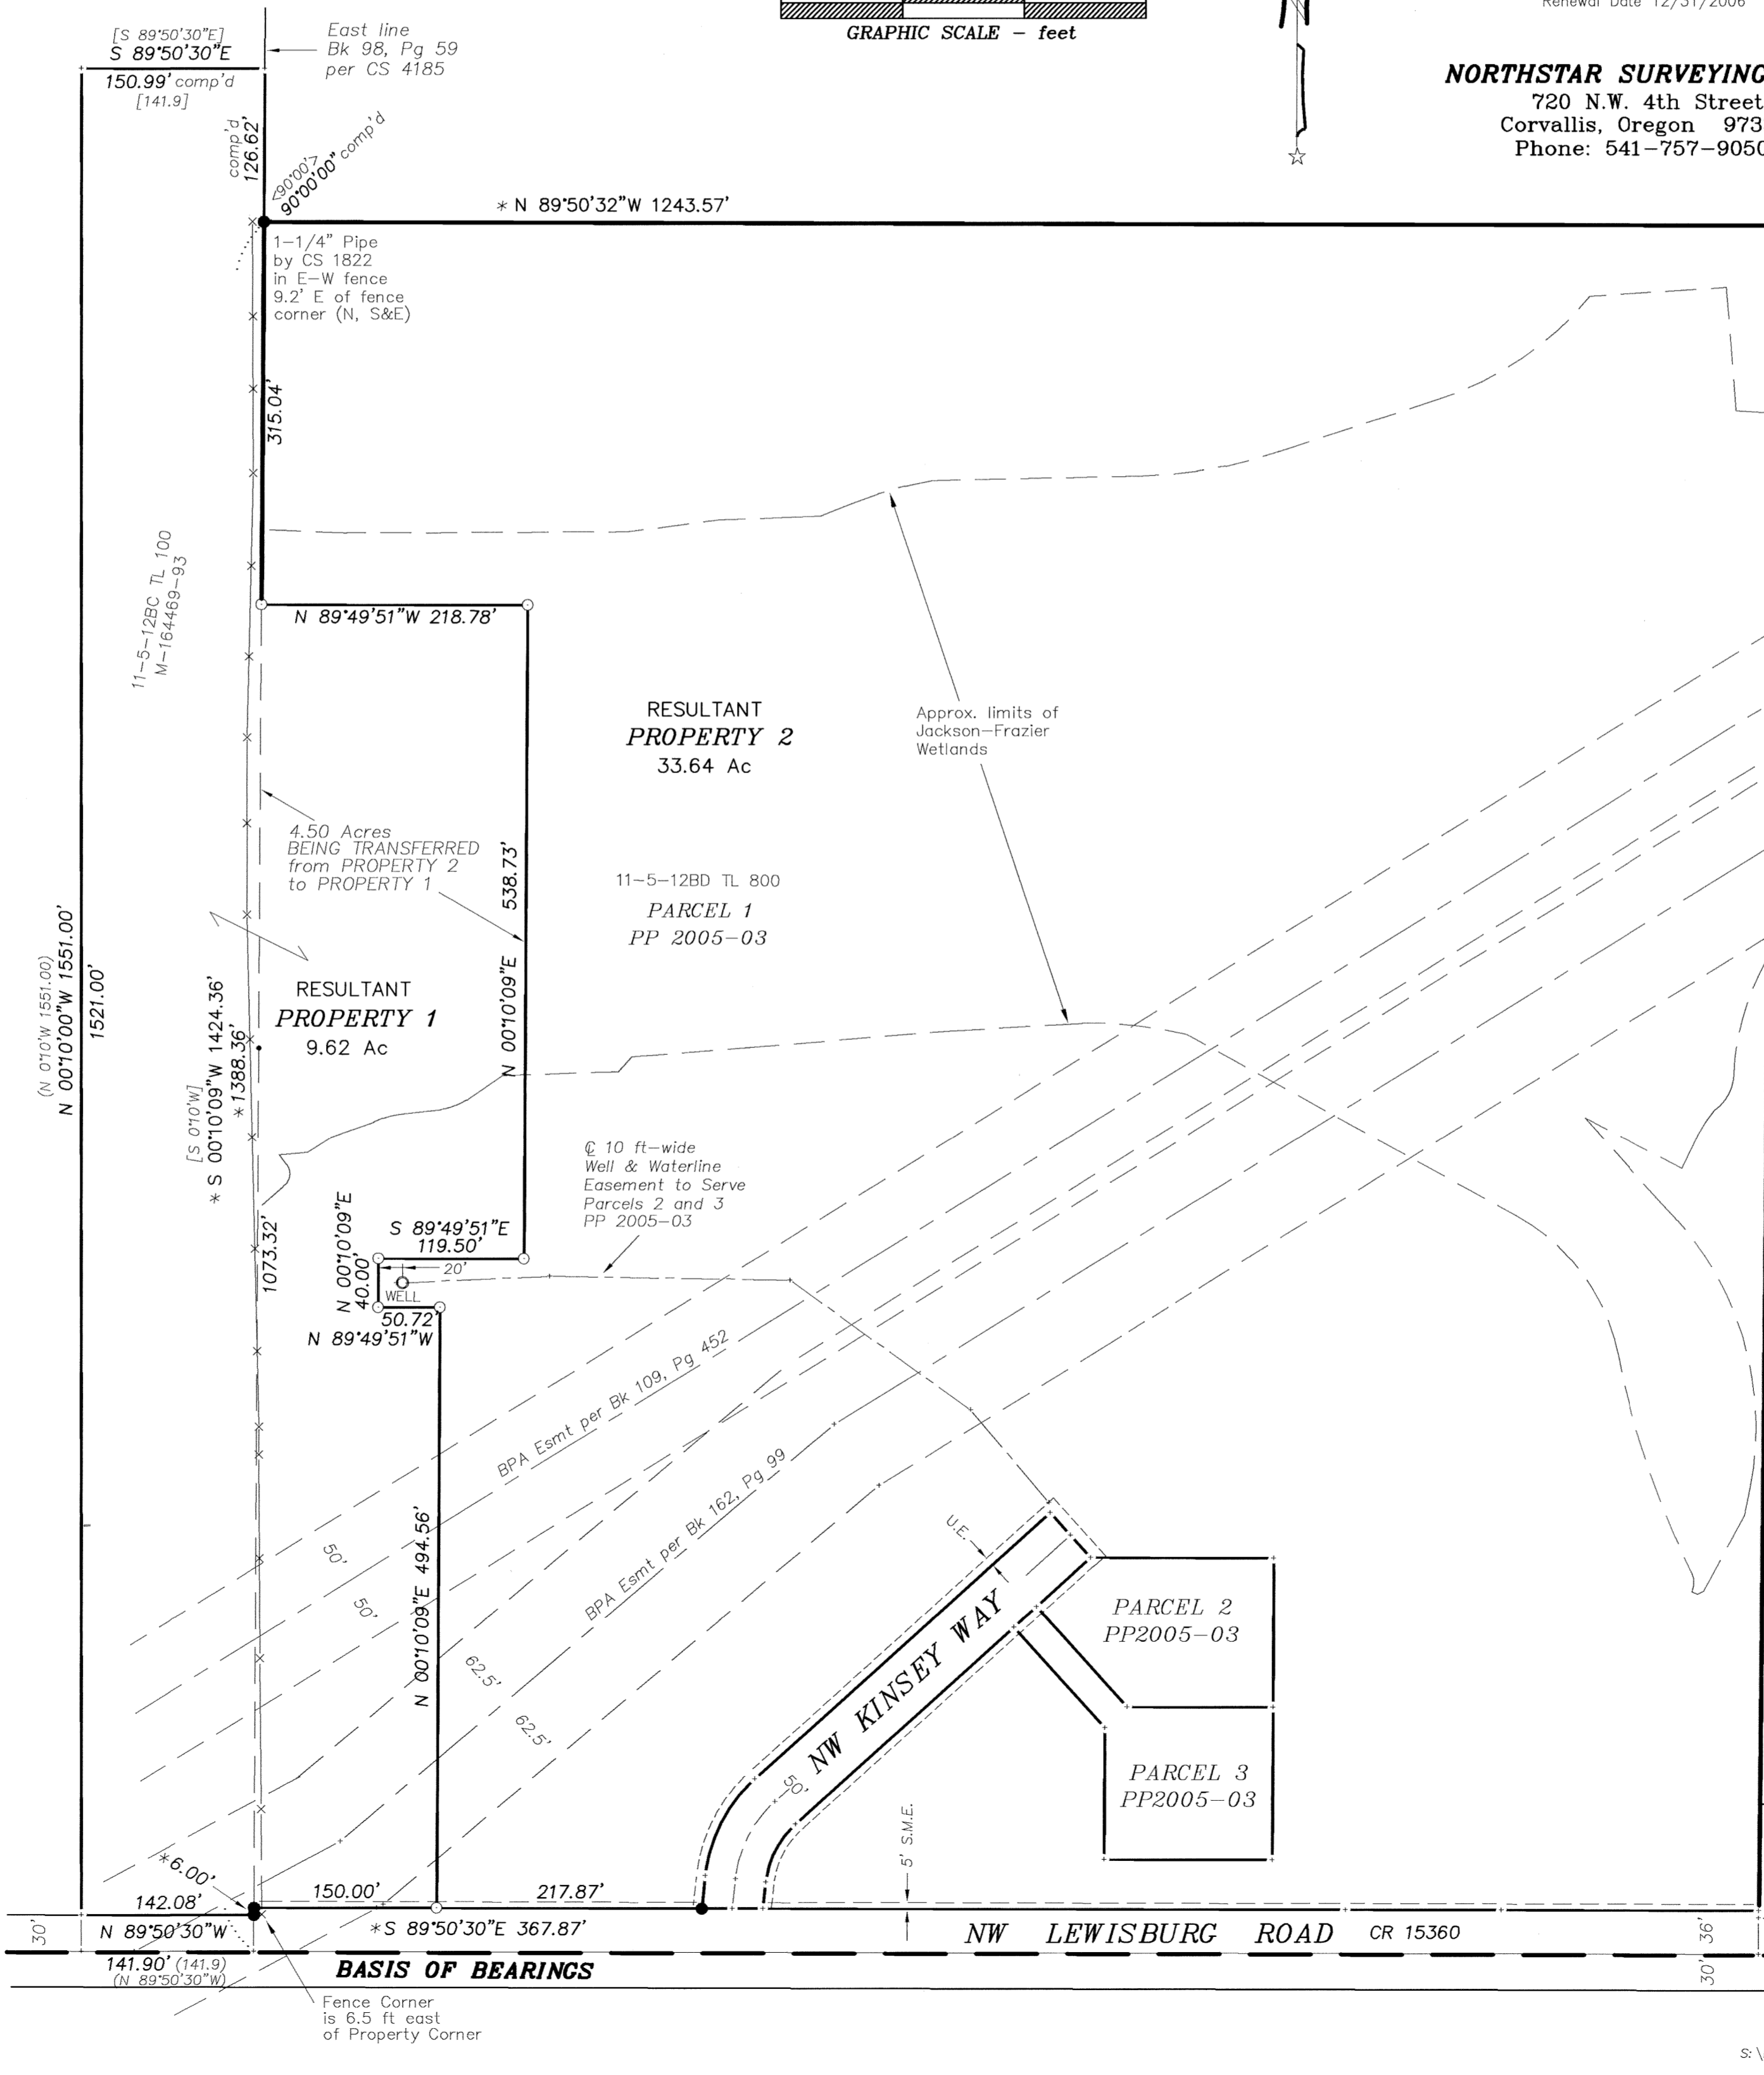 Renewal Date 12/31/2006
GRAPHIC SCALE – feet
NORTHSTAR SURVEYING
720 N.W. 4th Street
Corvallis, Oregon 973
Phone: 541–757–9050
[S 89°50'30"E]
S 89°50'30"E
150.99' comp'd
[141.9]
East line
Bk 98, Pg 59
per CS 4185
comp'd
126.62'
<90°00'>
90°00'00" comp'd
* N 89°50'32"W 1243.57'
1–1/4" Pipe
by CS 1822
in E–W fence
9.2' E of fence
corner (N, S&E)
315.04'
11–5–12BC TL 100
M–164469–93
N 89°49'51"W 218.78'
RESULTANT
PROPERTY 2
33.64 Ac
Approx. limits of
Jackson–Frazier
Wetlands
4.50 Acres
BEING TRANSFERRED
from PROPERTY 2
to PROPERTY 1
N 00°10'09"E 538.73'
11–5–12BD TL 800
PARCEL 1
PP 2005–03
(N 0°10'W 1551.00)
N 00°10'00"W 1551.00'
1521.00'
RESULTANT
PROPERTY 1
9.62 Ac
[S 0°10'W]
* S 00°10'09"W 1424.36'
*1388.36'
1073.32'
℄ 10 ft–wide
Well & Waterline
Easement to Serve
Parcels 2 and 3
PP 2005–03
S 89°49'51"E
119.50'
N 00°10'09"E
40.00'
20'
WELL
50.72'
N 89°49'51"W
BPA Esmt per Bk 109, Pg 452
BPA Esmt per Bk 162, Pg 99
N 00°10'09"E 494.56'
50'
50'
62.5'
62.5'
U.E.
NW KINSEY WAY
50'
PARCEL 2
PP2005–03
PARCEL 3
PP2005–03
5' S.M.E.
*6.00'
142.08'
150.00'
217.87'
30'
N 89°50'30"W
*S 89°50'30"E 367.87'
NW LEWISBURG ROAD CR 15360
36'
141.90' (141.9)
(N 89°50'30"W)
BASIS OF BEARINGS
30'
Fence Corner
is 6.5 ft east
of Property Corner
S:\